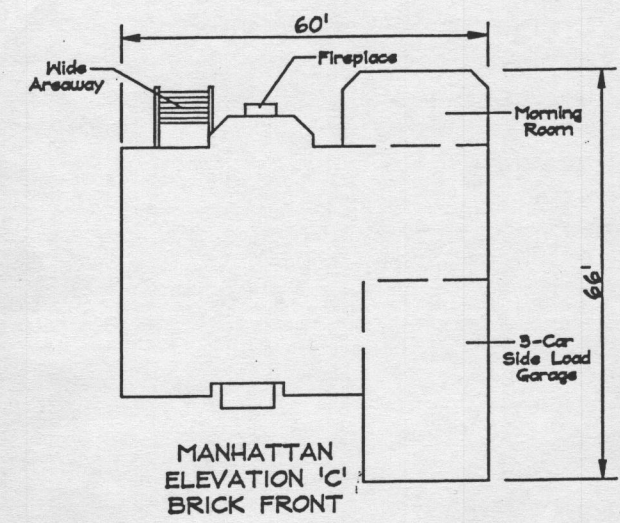 60'
Wide
Areaway
Fireplace
Morning
Room
66'
3-Car
Side Load
Garage
MANHATTAN
ELEVATION 'C'
BRICK FRONT